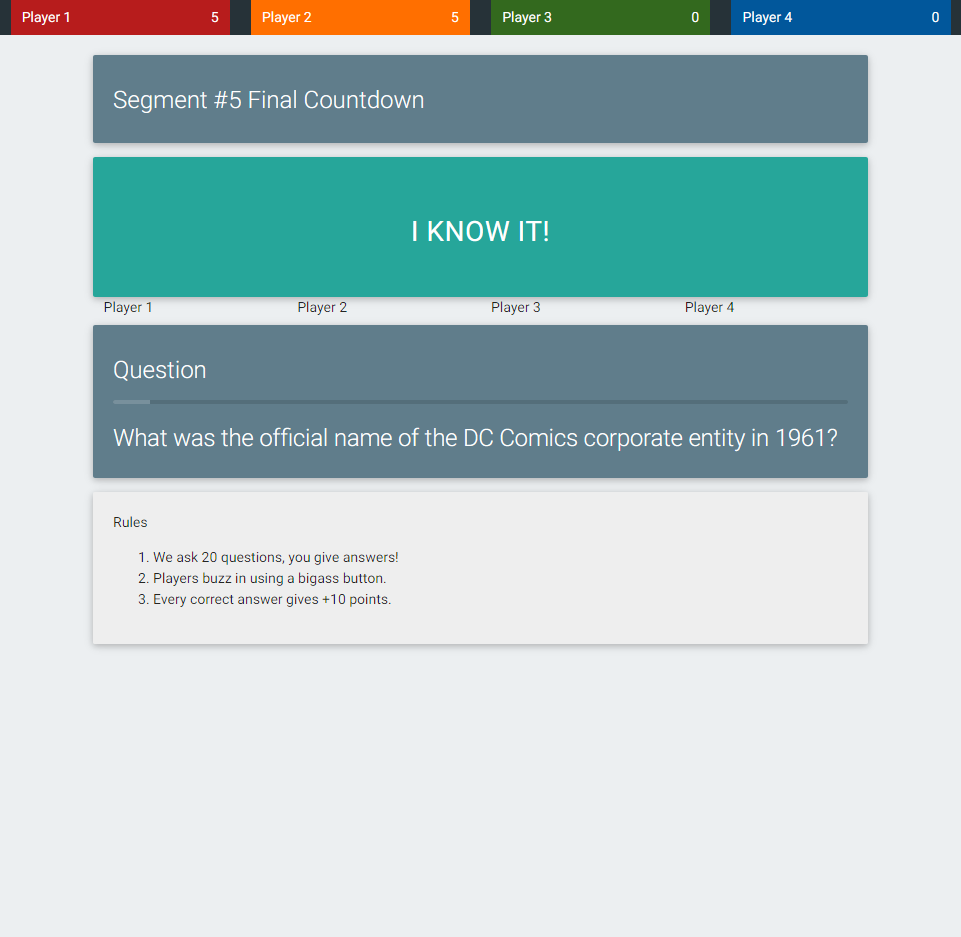 Player 1 5 Player 2 5 Player 3 0 Player 4 0
Segment #5 Final Countdown
I KNOW IT!
Player 1 Player 2 Player 3 Player 4
Question
What was the official name of the DC Comics corporate entity in 1961?
Rules
1. We ask 20 questions, you give answers!
2. Players buzz in using a bigass button.
3. Every correct answer gives +10 points.